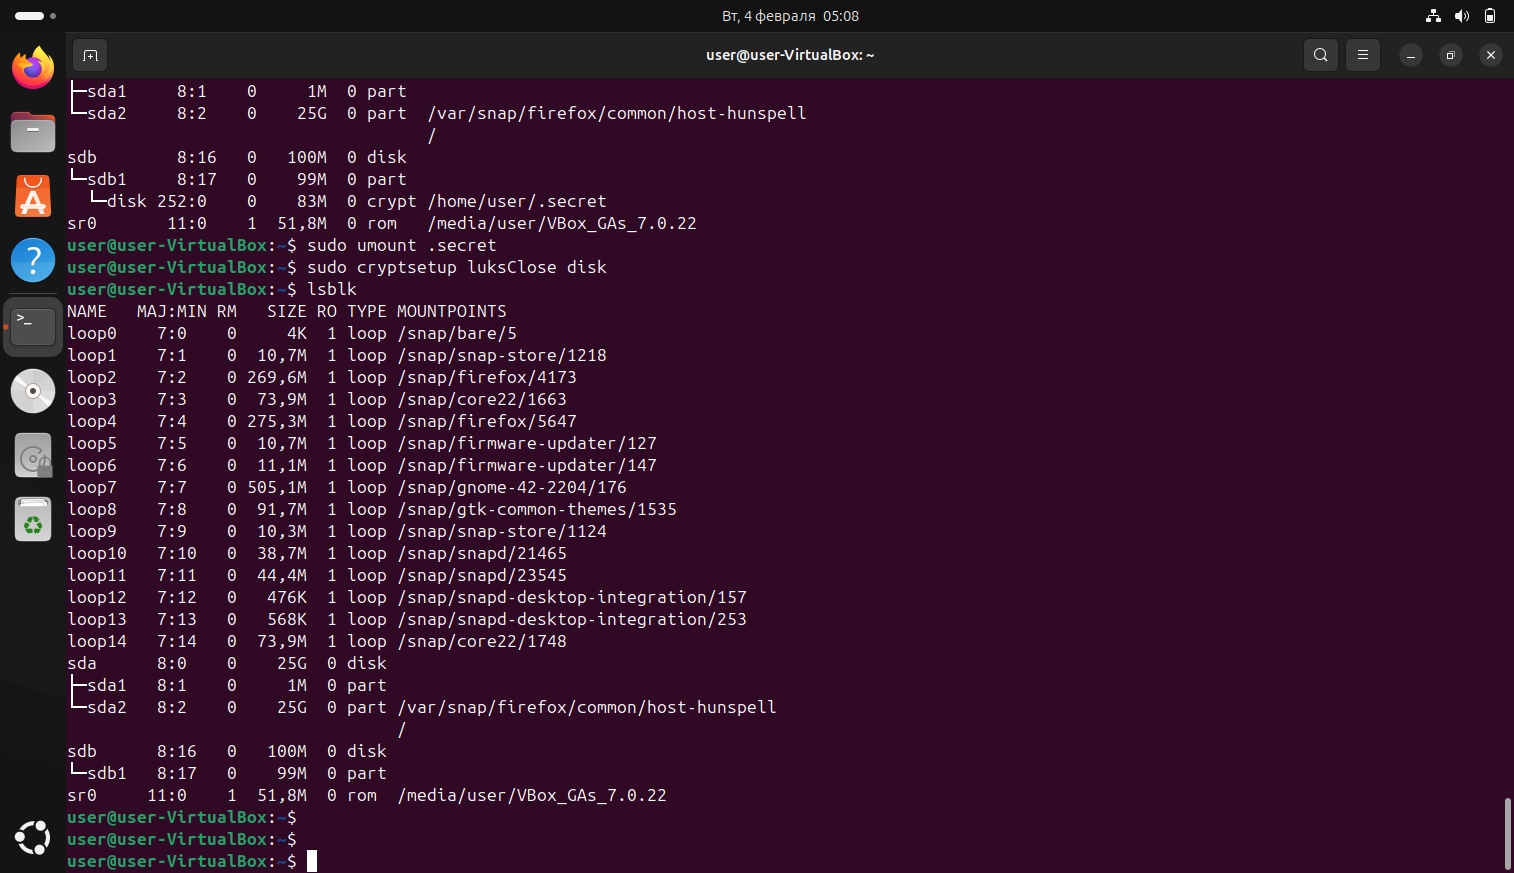 Вт, 4 февраля 05:08
user@user-VirtualBox: ~
├─sda1     8:1    0     1M  0 part
└─sda2     8:2    0    25G  0 part  /var/snap/firefox/common/host-hunspell
                                    /
sdb        8:16   0   100M  0 disk
└─sdb1     8:17   0    99M  0 part
  └─disk 252:0    0    83M  0 crypt /home/user/.secret
sr0       11:0    1  51,8M  0 rom   /media/user/VBox_GAs_7.0.22
user@user-VirtualBox:~$ sudo umount .secret
user@user-VirtualBox:~$ sudo cryptsetup luksClose disk
user@user-VirtualBox:~$ lsblk
NAME   MAJ:MIN RM   SIZE RO TYPE MOUNTPOINTS
loop0    7:0    0     4K  1 loop /snap/bare/5
loop1    7:1    0  10,7M  1 loop /snap/snap-store/1218
loop2    7:2    0 269,6M  1 loop /snap/firefox/4173
loop3    7:3    0  73,9M  1 loop /snap/core22/1663
loop4    7:4    0 275,3M  1 loop /snap/firefox/5647
loop5    7:5    0  10,7M  1 loop /snap/firmware-updater/127
loop6    7:6    0  11,1M  1 loop /snap/firmware-updater/147
loop7    7:7    0 505,1M  1 loop /snap/gnome-42-2204/176
loop8    7:8    0  91,7M  1 loop /snap/gtk-common-themes/1535
loop9    7:9    0  10,3M  1 loop /snap/snap-store/1124
loop10   7:10   0  38,7M  1 loop /snap/snapd/21465
loop11   7:11   0  44,4M  1 loop /snap/snapd/23545
loop12   7:12   0   476K  1 loop /snap/snapd-desktop-integration/157
loop13   7:13   0   568K  1 loop /snap/snapd-desktop-integration/253
loop14   7:14   0  73,9M  1 loop /snap/core22/1748
sda      8:0    0    25G  0 disk
├─sda1   8:1    0     1M  0 part
└─sda2   8:2    0    25G  0 part /var/snap/firefox/common/host-hunspell
                                 /
sdb      8:16   0   100M  0 disk
└─sdb1   8:17   0    99M  0 part
sr0     11:0    1  51,8M  0 rom  /media/user/VBox_GAs_7.0.22
user@user-VirtualBox:~$
user@user-VirtualBox:~$
user@user-VirtualBox:~$